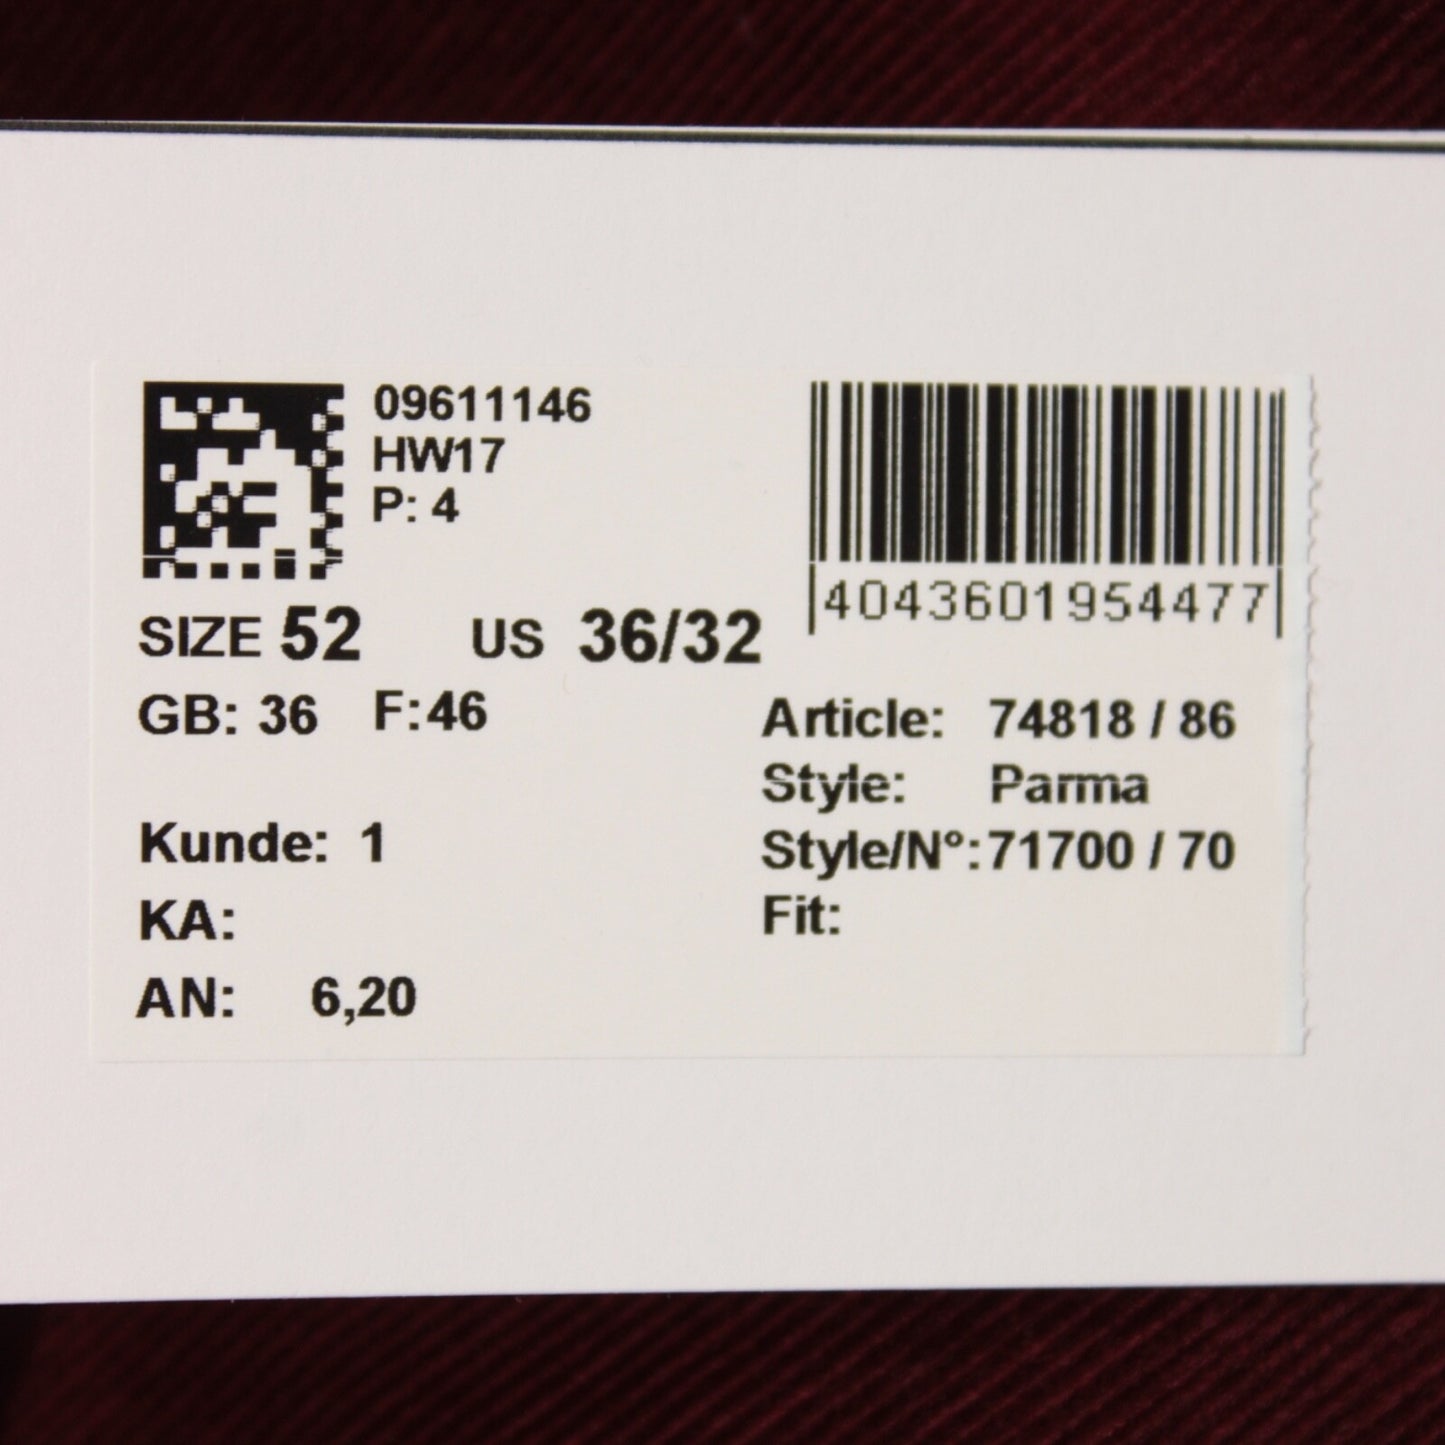 09611146
HW17
P: 4
4043601954477
SIZE 52 US 36/32
GB: 36 F:46
Article: 74818 / 86
Style: Parma
Style/N°: 71700 / 70
Fit:
Kunde: 1
KA:
AN: 6,20